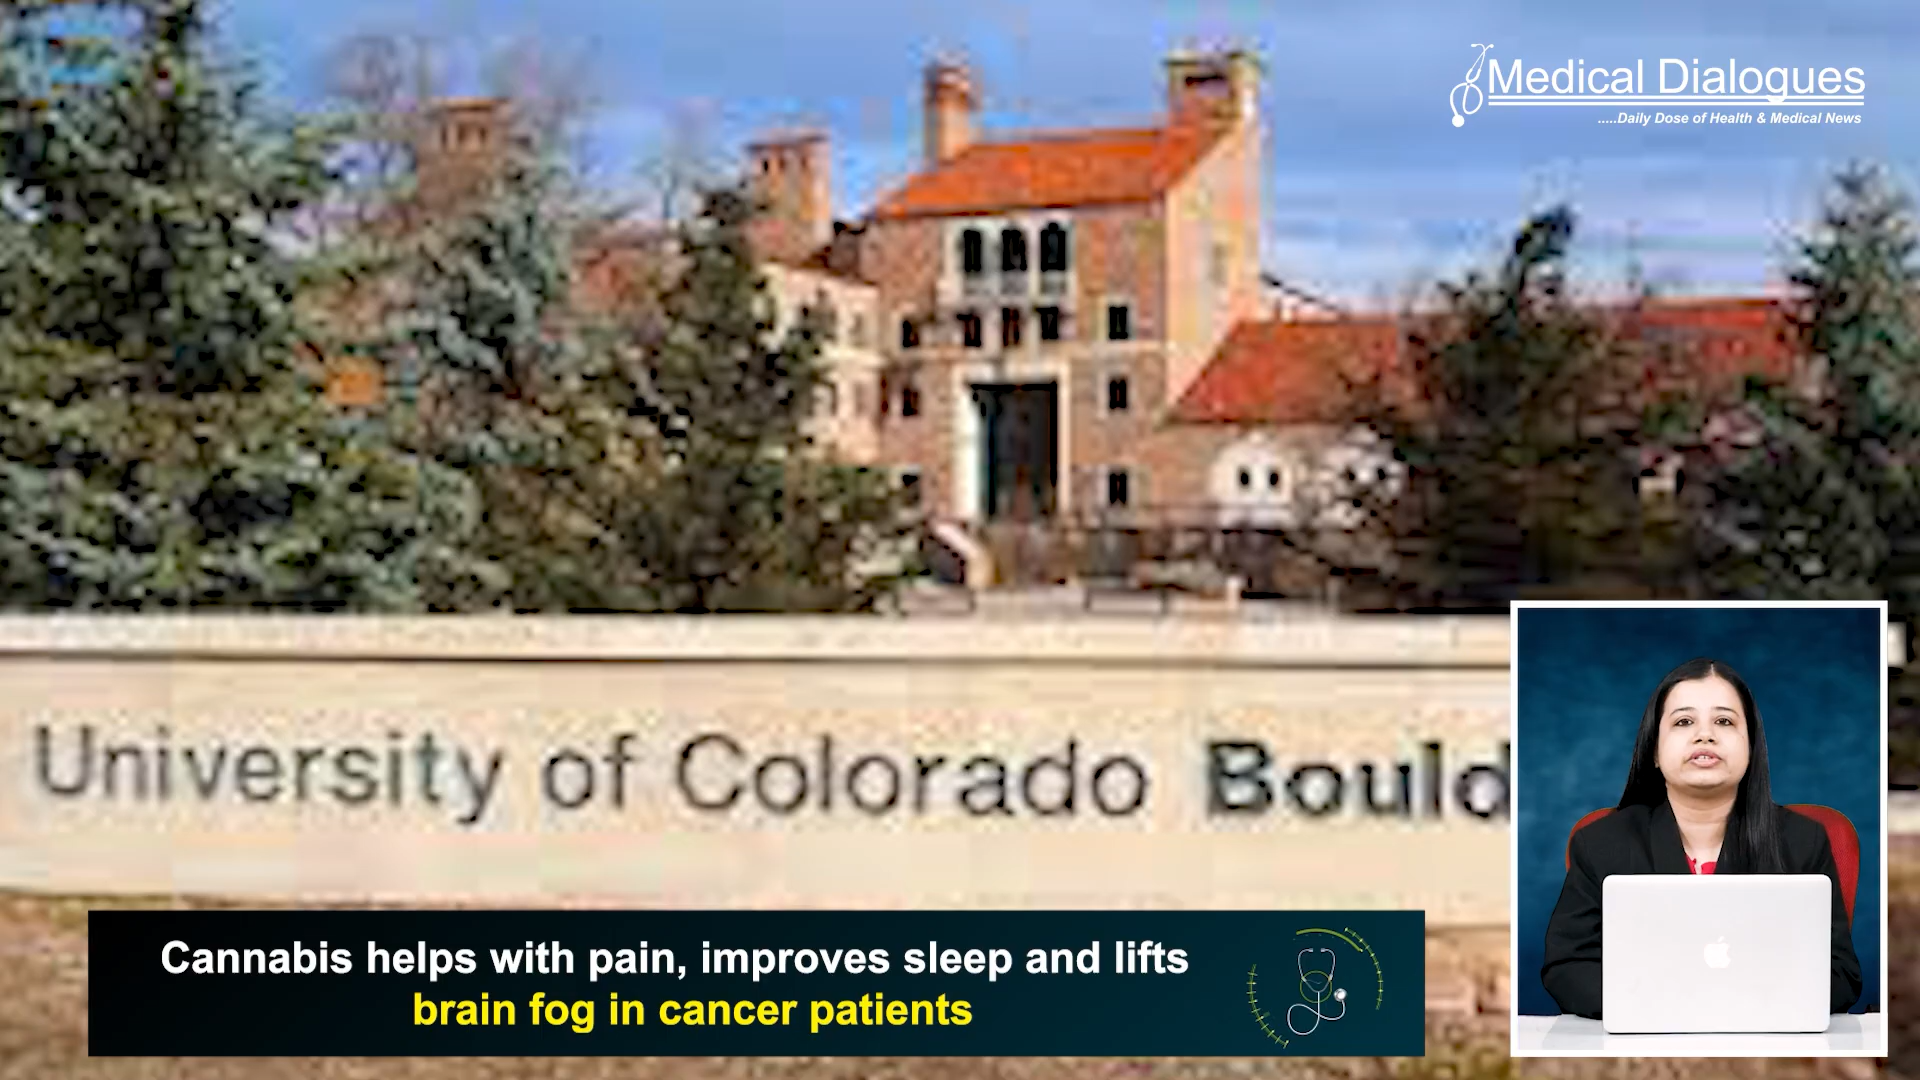 Medical Dialogues
.....Daily Dose of Health & Medical News
University of Colorado Bould
Cannabis helps with pain, improves sleep and lifts
brain fog in cancer patients